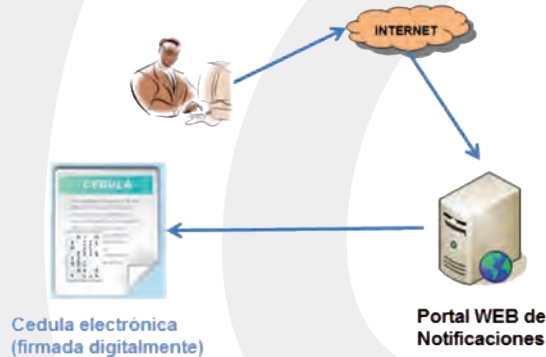 INTERNET
CEDULA
Portal WEB de
Notificaciones
Cedula electrónica
(firmada digitalmente)